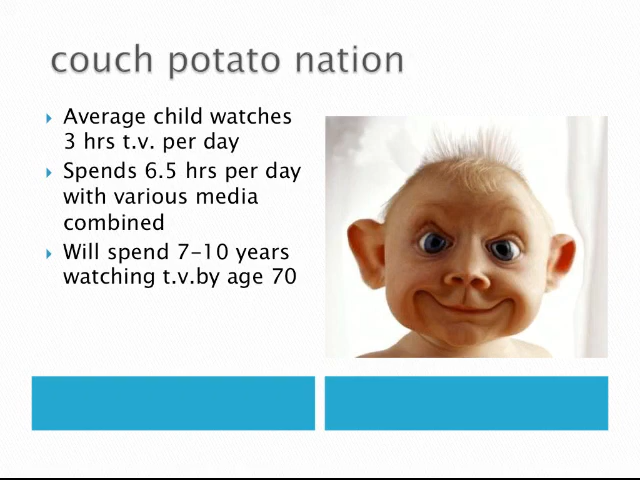 couch potato nation
Average child watches
3 hrs t.v. per day
Spends 6.5 hrs per day
with various media
combined
Will spend 7-10 years
watching t.v.by age 70